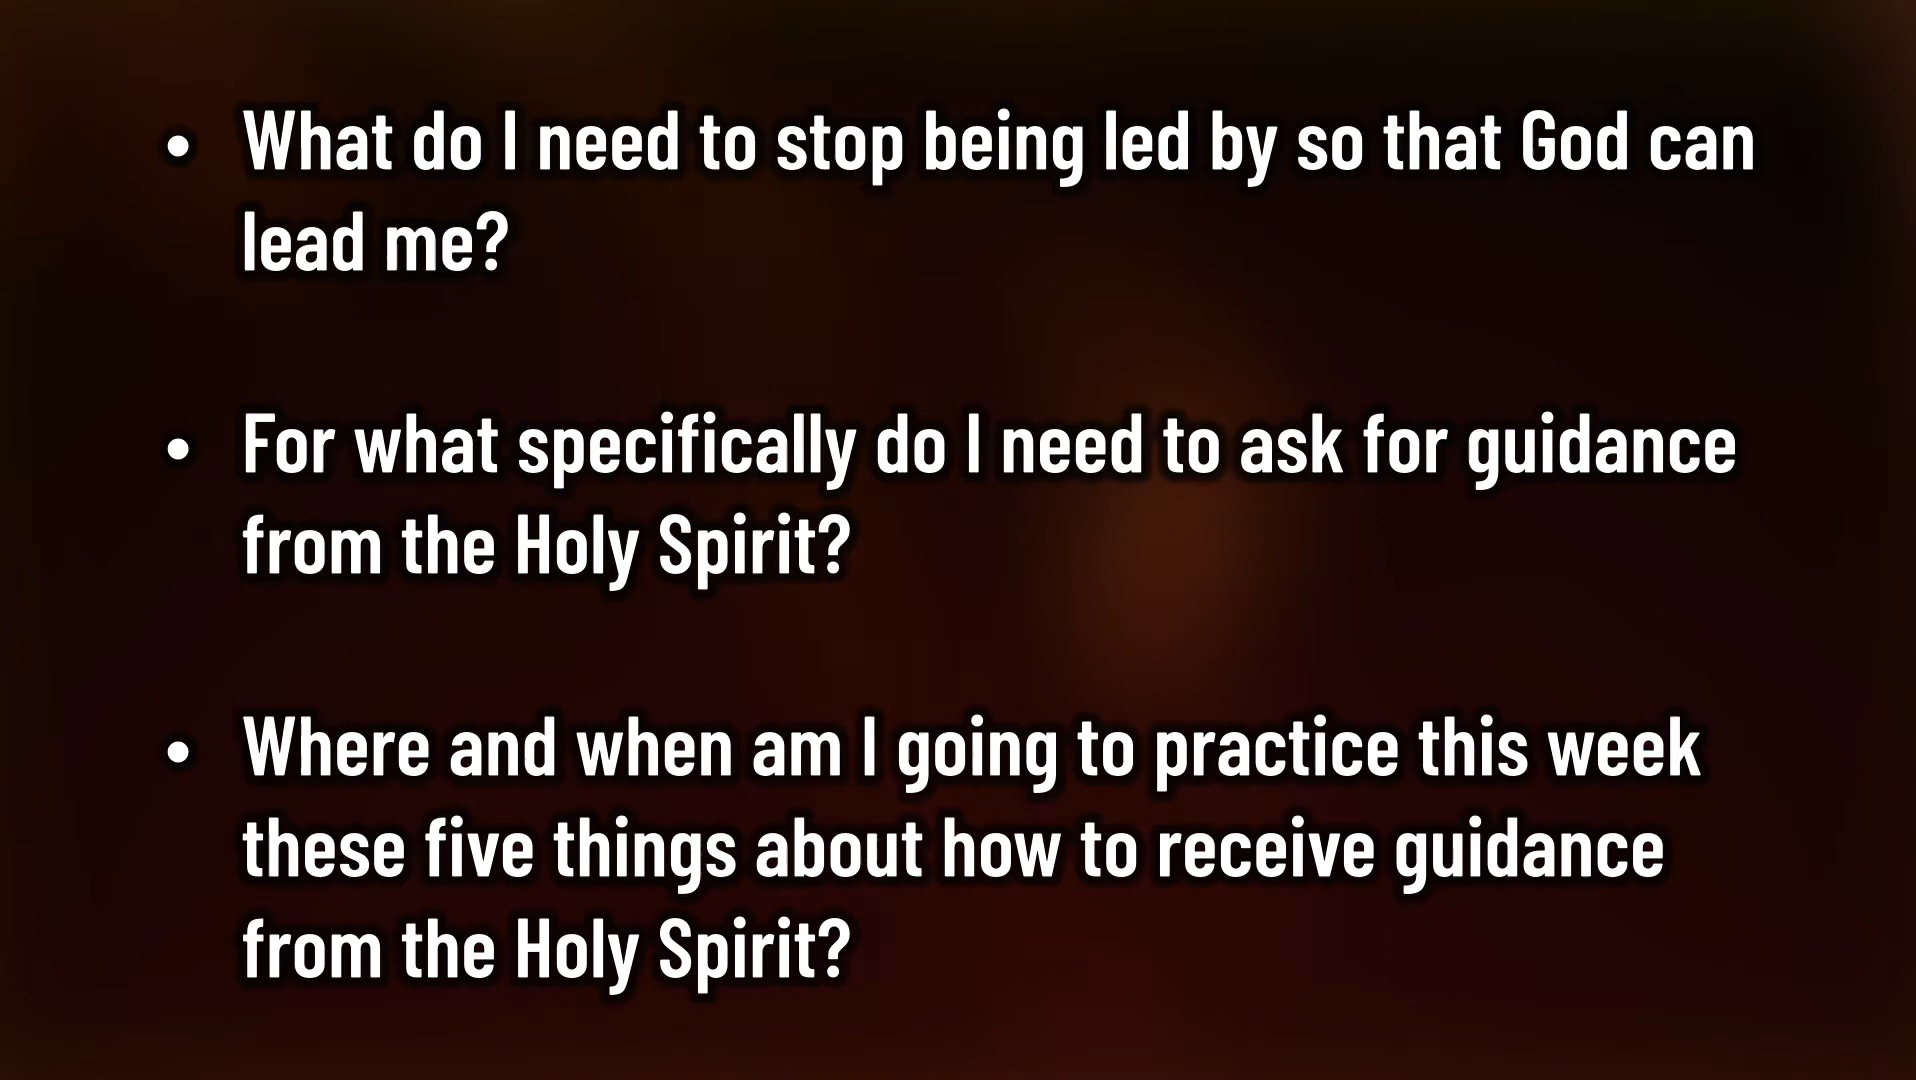 • What do I need to stop being led by so that God can
lead me?
• For what specifically do I need to ask for guidance
from the Holy Spirit?
• Where and when am I going to practice this week
these five things about how to receive guidance
from the Holy Spirit?